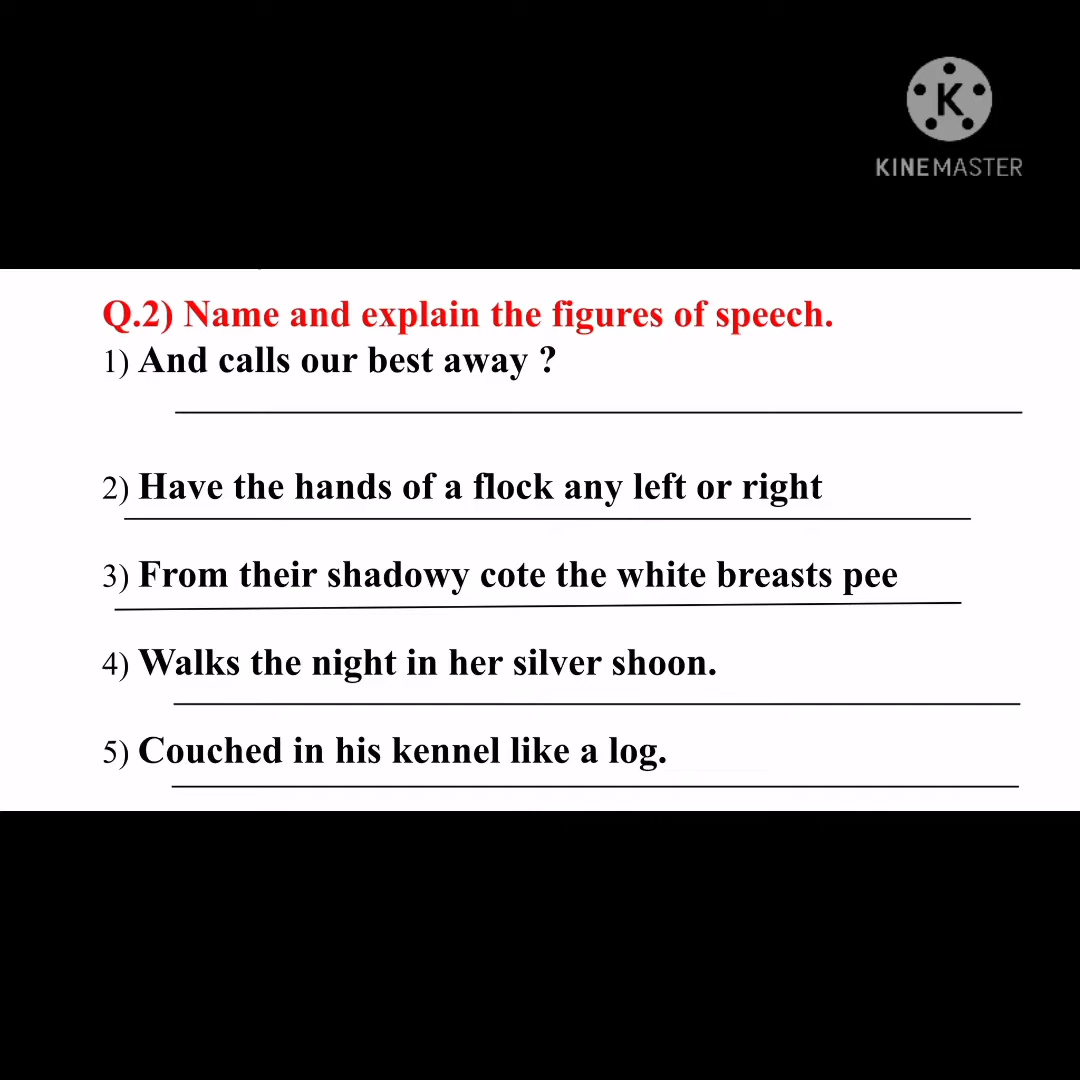 K
KINEMASTER
Q.2) Name and explain the figures of speech.
1) And calls our best away ?
2) Have the hands of a flock any left or right
3) From their shadowy cote the white breasts pee
4) Walks the night in her silver shoon.
5) Couched in his kennel like a log.